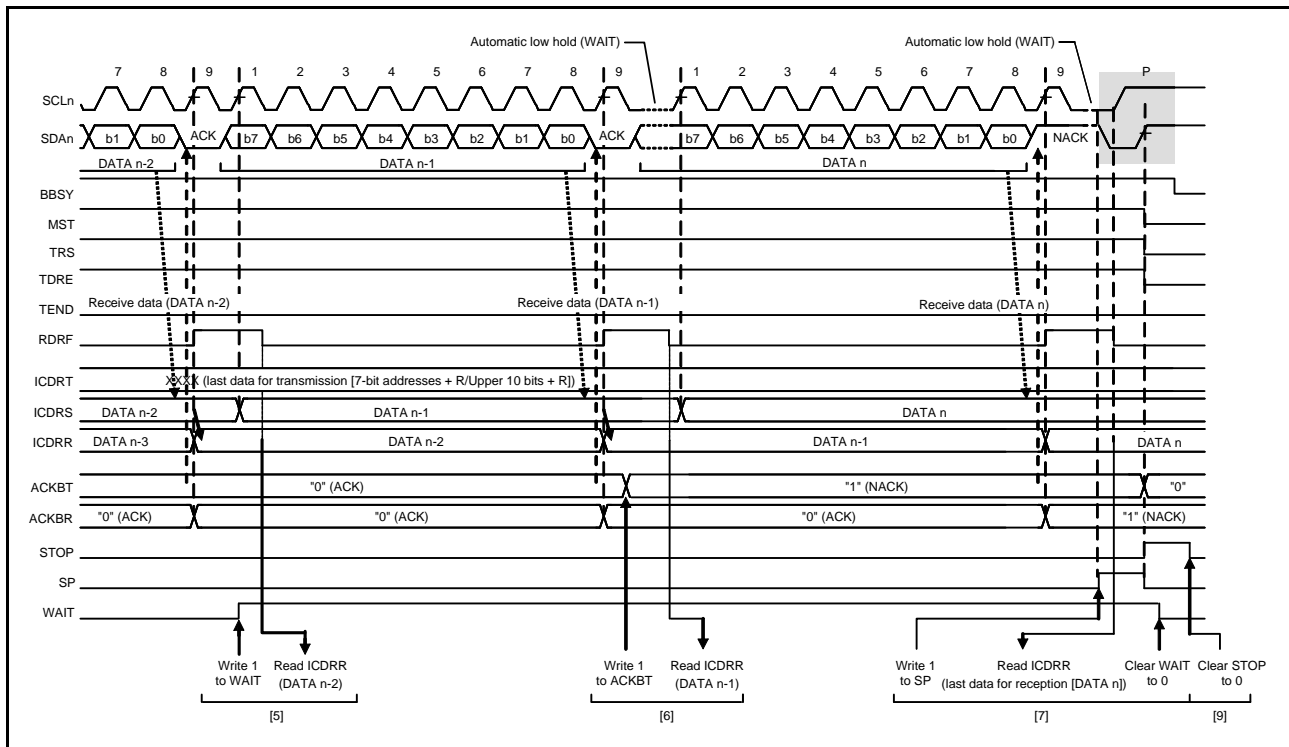 Automatic low hold (WAIT) Automatic low hold (WAIT)
7 8 9 1 2 3 4 5 6 7 8 9 1 2 3 4 5 6 7 8 9 P
SCLn
SDAn b1 b0 ACK b7 b6 b5 b4 b3 b2 b1 b0 ACK b7 b6 b5 b4 b3 b2 b1 b0 NACK
DATA n-2 DATA n-1 DATA n
BBSY
MST
TRS
TDRE
Receive data (DATA n-2) Receive data (DATA n-1) Receive data (DATA n)
TEND
RDRF
ICDRT XXXX (last data for transmission [7-bit addresses + R/Upper 10 bits + R])
ICDRS DATA n-2 DATA n-1 DATA n
ICDRR DATA n-3 DATA n-2 DATA n-1 DATA n
ACKBT "0" (ACK) "1" (NACK) "0"
ACKBR "0" (ACK) "0" (ACK) "0" (ACK) "1" (NACK)
STOP
SP
WAIT
Write 1 Read ICDRR Write 1 Read ICDRR Write 1 Read ICDRR Clear WAIT Clear STOP
to WAIT (DATA n-2) to ACKBT (DATA n-1) to SP (last data for reception [DATA n]) to 0 to 0
[5] [6] [7] [9]